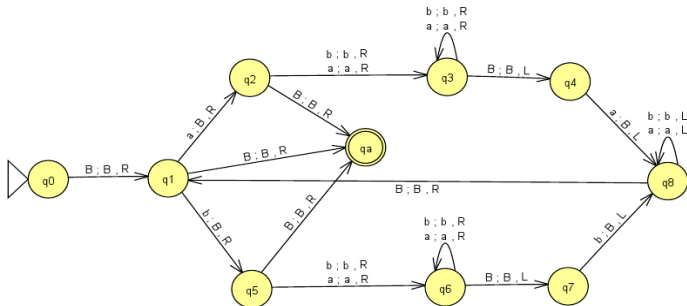 b ; b , R
a ; a , R
b ; b , R
a ; a , R
q2
q3
B ; B , L
q4
a ; B , R
B ; B , R
a ; B , L
b ; b , L
a ; a , L
qa
B ; B , R
q0
B ; B , R
q1
q8
B ; B , R
b ; B , R
B ; B , R
b ; B , L
b ; b , R
a ; a , R
b ; b , R
a ; a , R
q5
q6
B ; B , L
q7